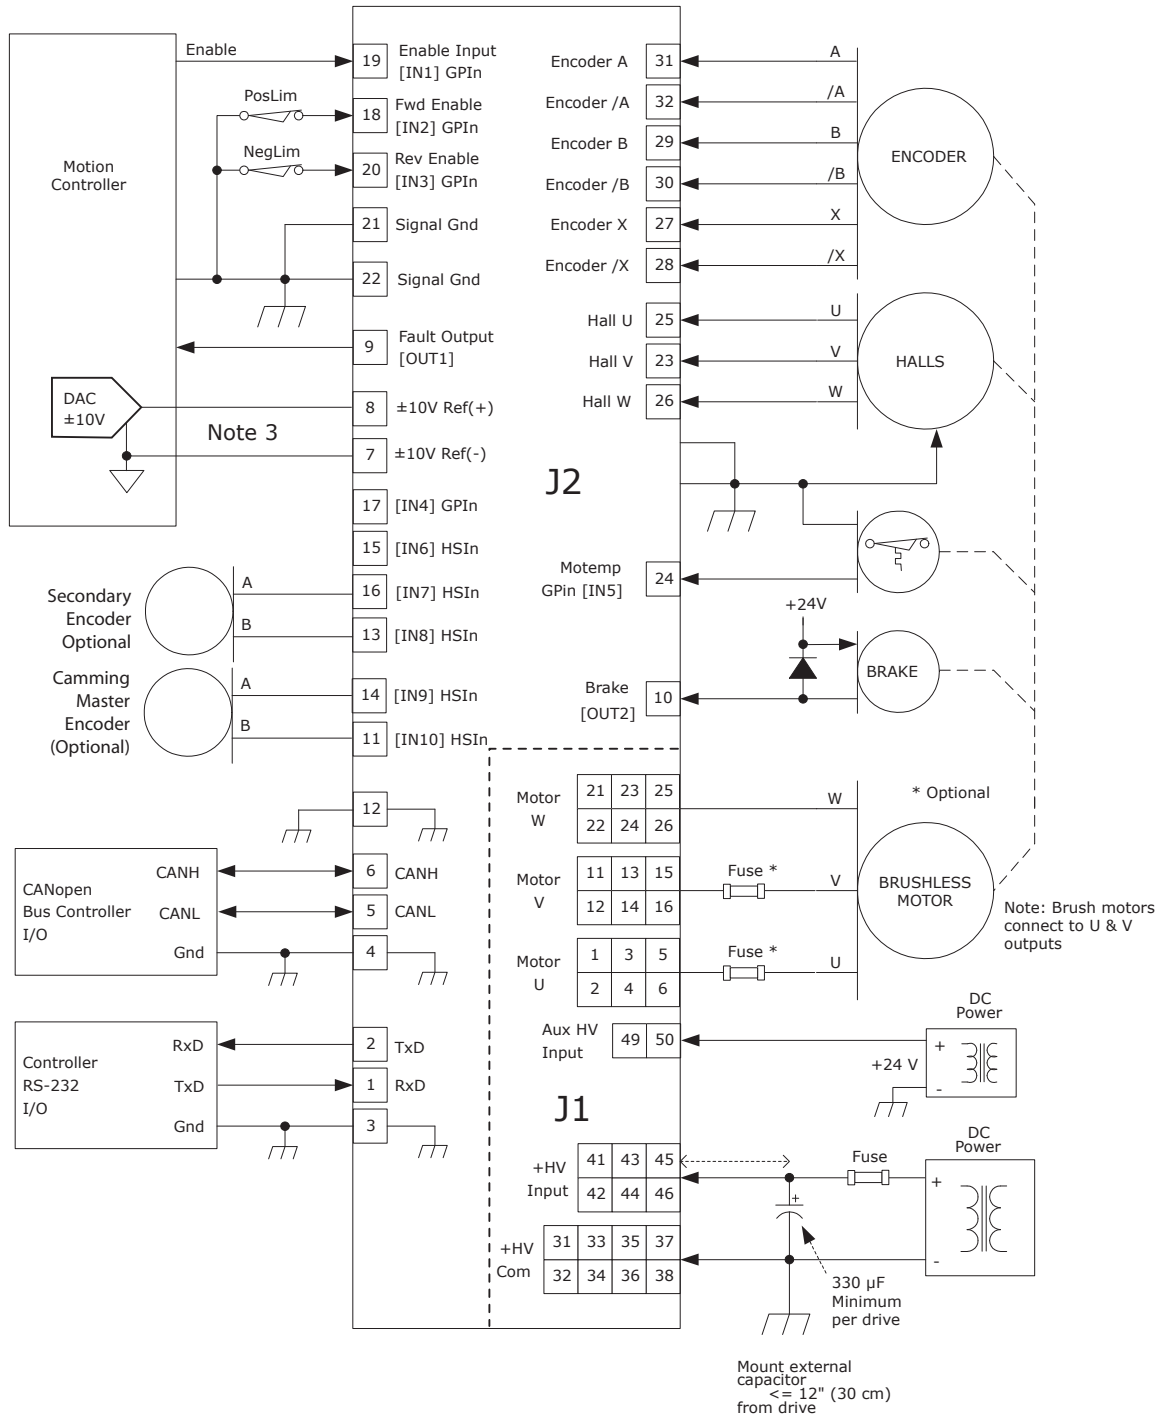 Motion
Controller
Enable
PosLim
NegLim
DAC
±10V
Note 3
19
Enable Input
[IN1] GPIn
18
Fwd Enable
[IN2] GPIn
20
Rev Enable
[IN3] GPIn
21
Signal Gnd
22
Signal Gnd
9
Fault Output
[OUT1]
8
±10V Ref(+)
7
±10V Ref(-)
17
[IN4] GPIn
15
[IN6] HSIn
16
[IN7] HSIn
13
[IN8] HSIn
14
[IN9] HSIn
11
[IN10] HSIn
12
Secondary
Encoder
Optional
A
B
Camming
Master
Encoder
(Optional)
A
B
CANopen
Bus Controller
I/O
CANH
CANL
Gnd
6
CANH
5
CANL
4
Controller
RS-232
I/O
RxD
TxD
Gnd
2
TxD
1
RxD
3
J2
Encoder A
31
A
Encoder /A
32
/A
Encoder B
29
B
Encoder /B
30
/B
Encoder X
27
X
Encoder /X
28
/X
ENCODER
Hall U
25
U
Hall V
23
V
Hall W
26
W
HALLS
Motemp
GPin [IN5]
24
+24V
Brake
[OUT2]
10
BRAKE
* Optional
Motor
W
21 23 25
22 24 26
W
Motor
V
11 13 15
12 14 16
Fuse *
V
Motor
U
1 3 5
2 4 6
Fuse *
U
BRUSHLESS
MOTOR
Note: Brush motors
connect to U & V
outputs
Aux HV
Input
49 50
DC
Power
+
+24 V
-
J1
+HV
Input
41 43 45
42 44 46
Fuse
DC
Power
+
-
+HV
Com
31 33 35 37
32 34 36 38
+
330 µF
Minimum
per drive
Mount external
capacitor
<= 12" (30 cm)
from drive